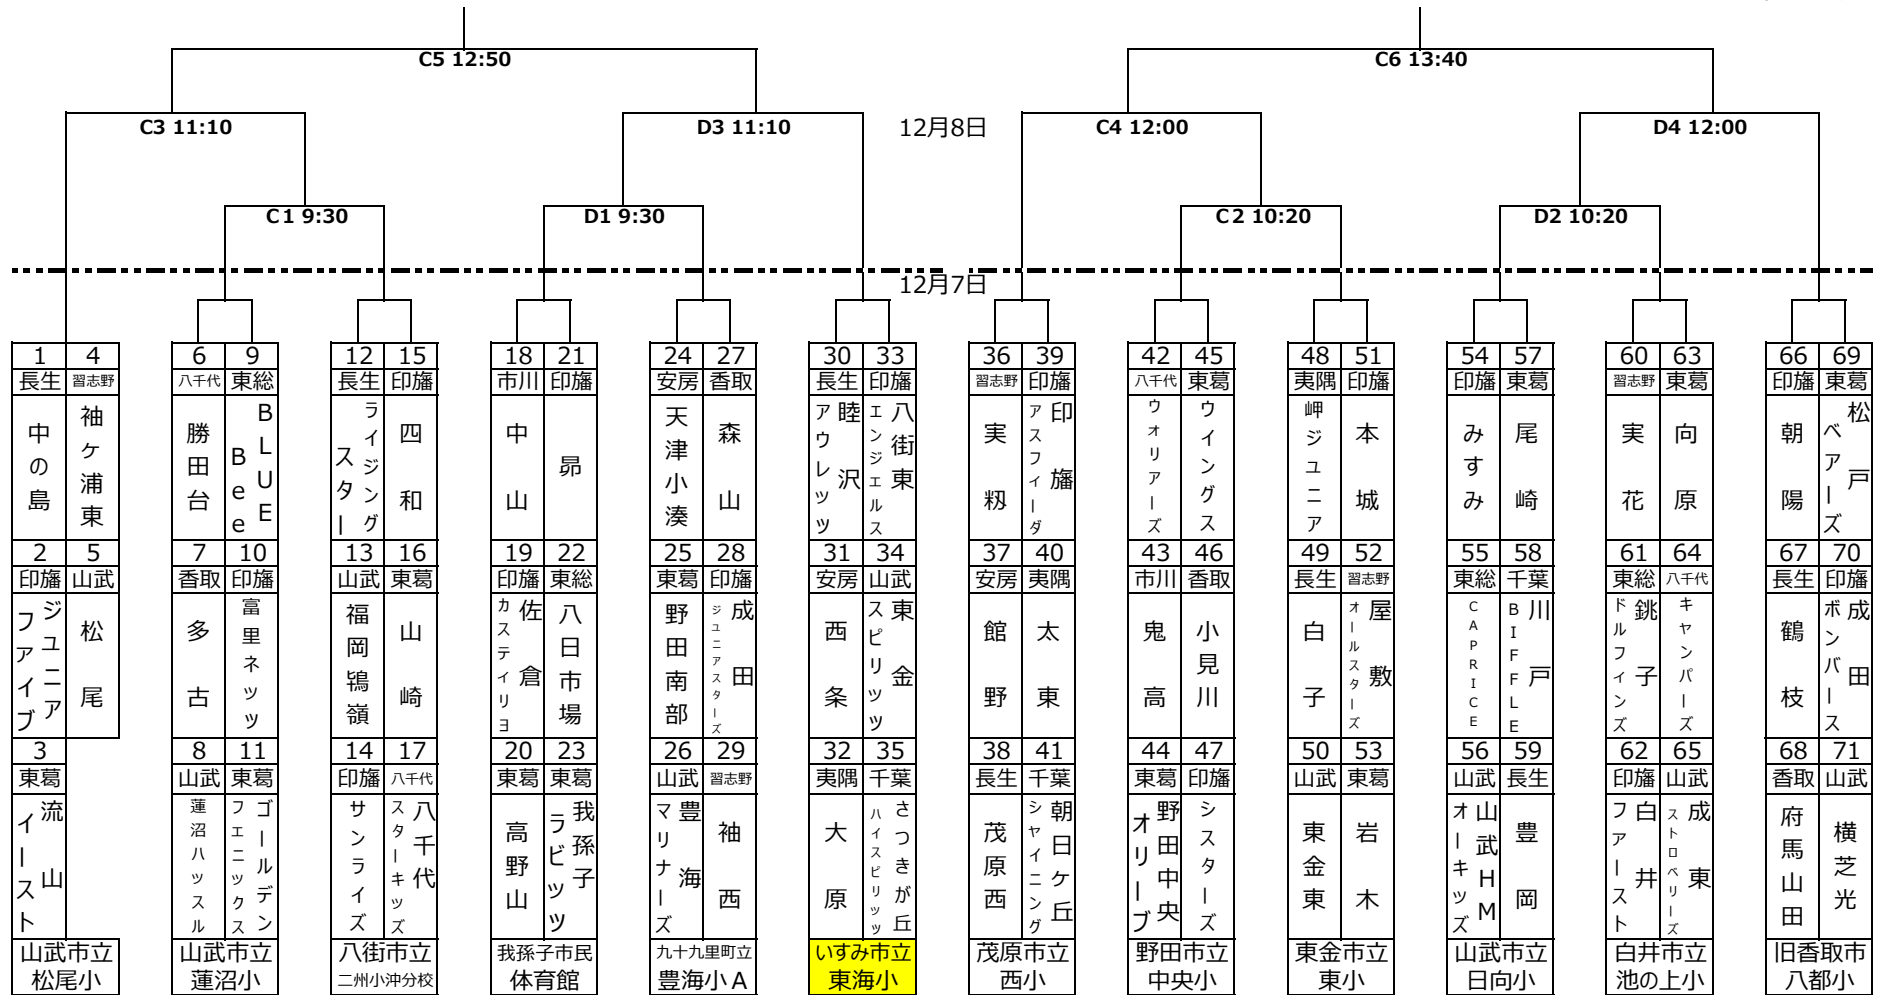 C5 12:50
C6 13:40
C3 11:10
D3 11:10
12月8日
C4 12:00
D4 12:00
C1 9:30
D1 9:30
C2 10:20
D2 10:20
12月7日
1 4 6 9 12 15 18 21 24 27 30 33 36 39 42 45 48 51 54 57 60 63 66 69
長生 習志野 八千代 東総 長生 印旛 市川 印旛 安房 香取 長生 印旛 習志野 印旛 八千代 東葛 夷隅 印旛 印旛 東葛 習志野 東葛 印旛 東葛
中の島
袖ヶ浦東
勝田台
BLUE
Bee
ライジング
スター
四和
中山
昴
天津小湊
森山
睦沢
アウレッツ
八街東
エンジェルス
実籾
印旛
アスフィーダ
ウォリアーズ
ウイングス
岬ジュニア
本城
みすみ
尾崎
実花
向原
朝陽
松戸
ベアーズ
2 5 7 10 13 16 19 22 25 28 31 34 37 40 43 46 49 52 55 58 61 64 67 70
印旛 山武 香取 印旛 山武 東葛 印旛 東総 東葛 印旛 安房 山武 安房 夷隅 市川 香取 長生 習志野 東総 千葉 東総 八千代 長生 印旛
ジュニア
ファイブ
松尾
多古
富里ネッツ
福岡鴇嶺
山崎
佐倉
カスティリヨ
八日市場
野田南部
成田
ジュニアスターズ
西条
東金
スピリッツ
館野
太東
鬼高
小見川
白子
屋敷
オールスターズ
CAPRICE
川戸
BIFFLE
銚子
ドルフィンズ
キャンパーズ
鶴枝
成田
ボンバース
3 8 11 14 17 20 23 26 29 32 35 38 41 44 47 50 53 56 59 62 65 68 71
東葛 山武 東葛 印旛 八千代 東葛 東葛 山武 習志野 夷隅 千葉 長生 千葉 東葛 印旛 山武 東葛 山武 長生 印旛 山武 香取 山武
流山
イースト
蓮沼ハッスル
ゴールデン
フェニックス
サンライズ
八千代
スターキッズ
高野山
我孫子
ラビッツ
豊海
マリナーズ
袖西
大原
さつきが丘
ハイスピリッツ
茂原西
朝日ケ丘
シャイニング
野田中央
オリーブ
シスターズ
東金東
岩木
山武HM
オーキッズ
豊岡
白井
ファースト
成東
ストロベリーズ
府馬山田
横芝光
山武市立 山武市立 八街市立 我孫子市民 九十九里町立 いすみ市立 茂原市立 野田市立 東金市立 山武市立 白井市立 旧香取市
松尾小 蓮沼小 二州小沖分校 体育館 豊海小A 東海小 西小 中央小 東小 日向小 池の上小 八都小